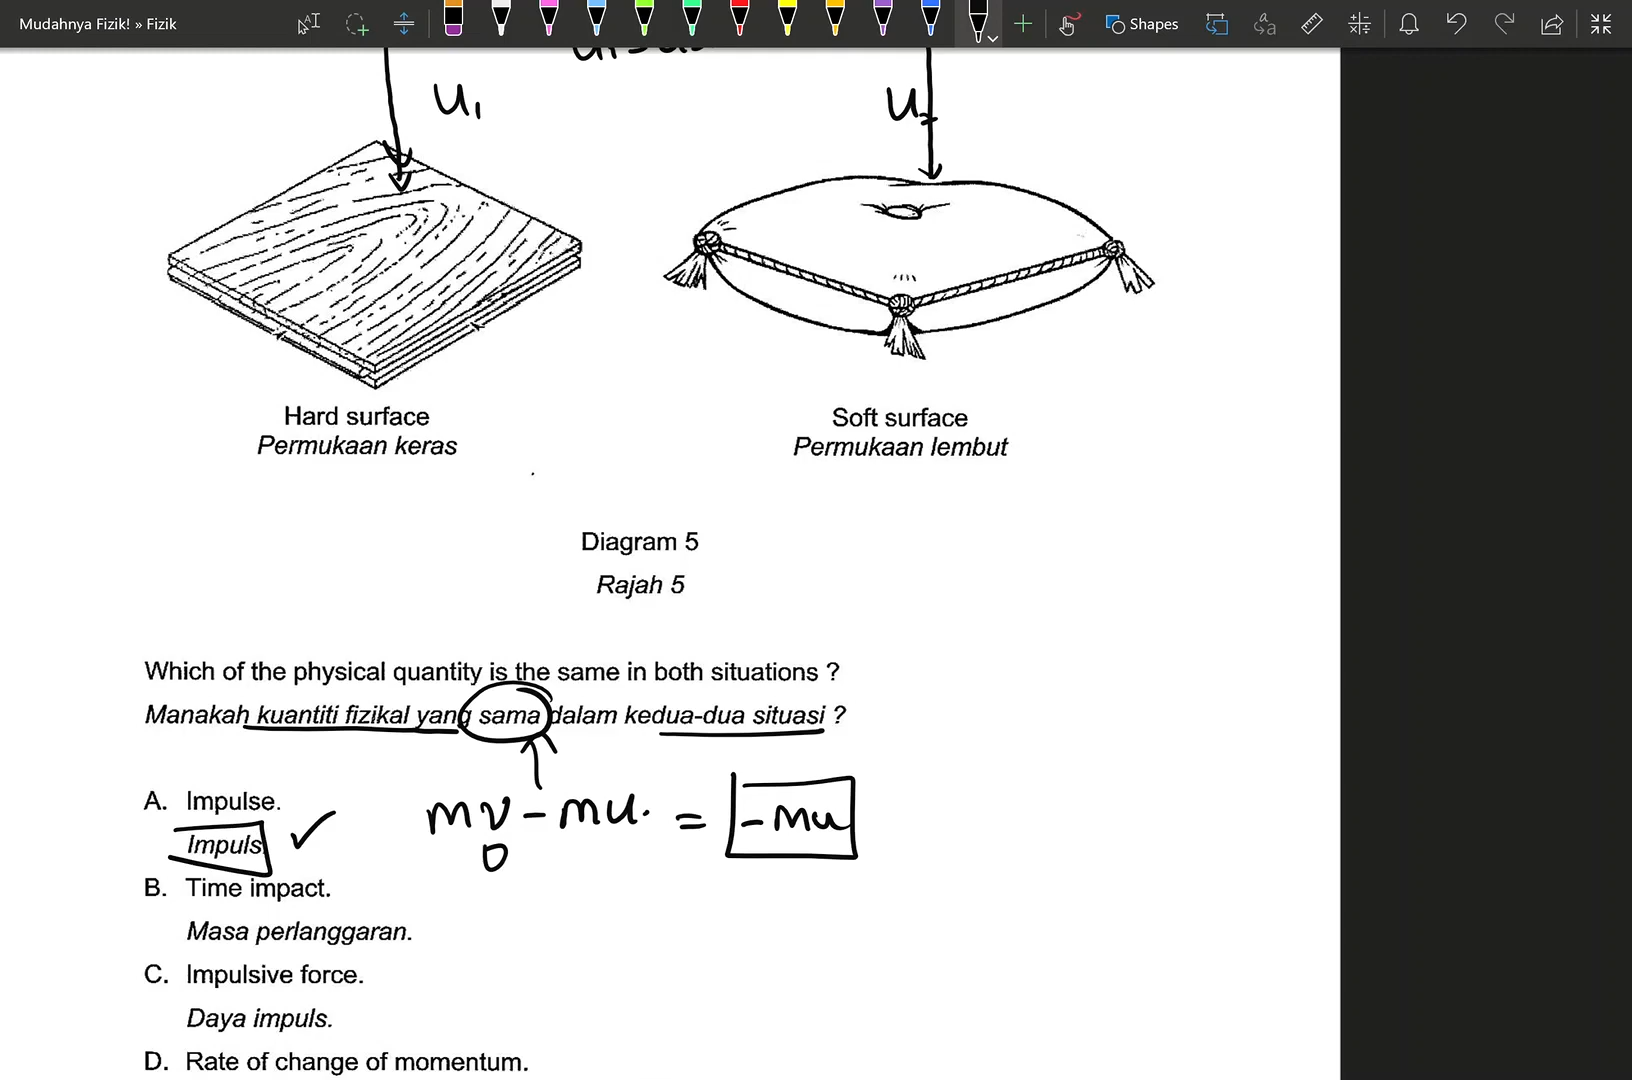 Mudahnya Fizik! » Fizik
Shapes
u₁
u₂
Hard surface
Permukaan keras
Soft surface
Permukaan lembut
Diagram 5
Rajah 5
Which of the physical quantity is the same in both situations ?
Manakah kuantiti fizikal yang sama dalam kedua-dua situasi ?
A. Impulse.
Impuls
✓
mv - mu. = -mu
0
B. Time impact.
Masa perlanggaran.
C. Impulsive force.
Daya impuls.
D. Rate of change of momentum.